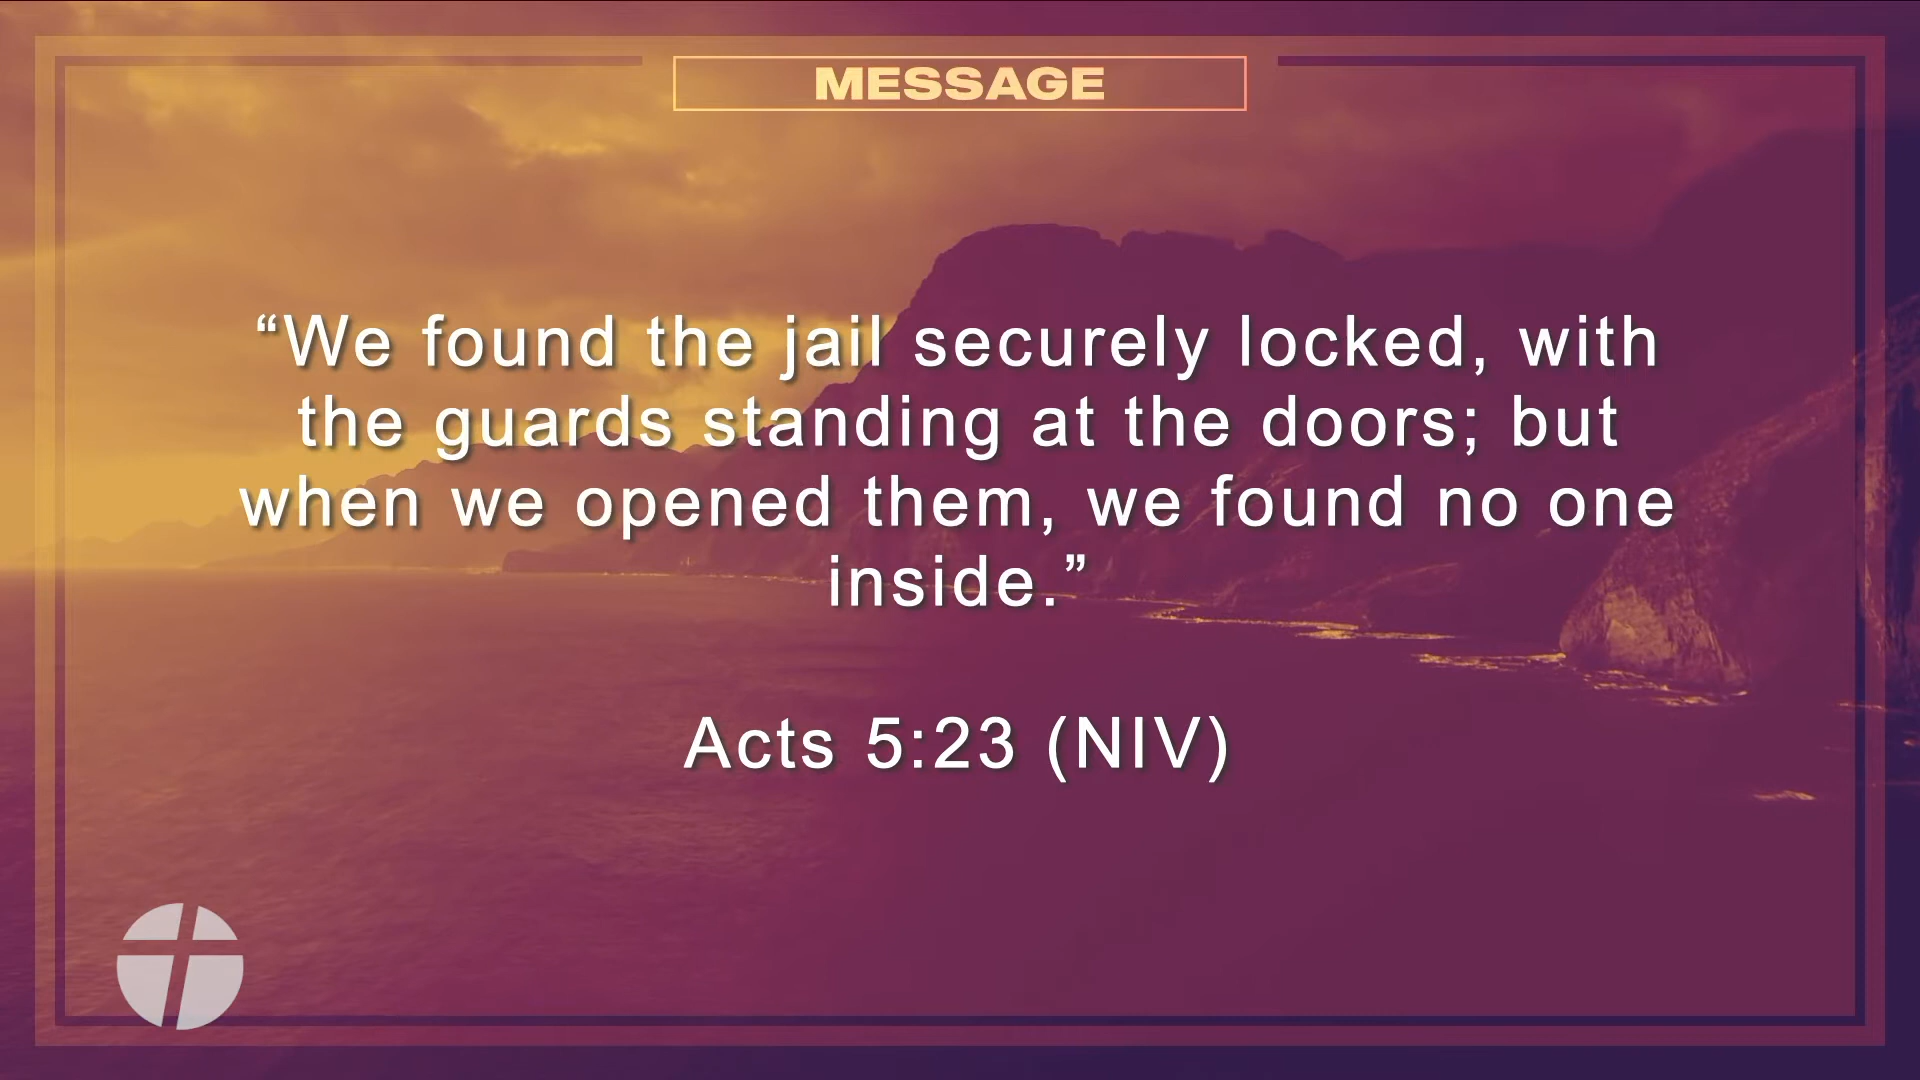 MESSAGE
“We found the jail securely locked, with
the guards standing at the doors; but
when we opened them, we found no one
inside.”
Acts 5:23 (NIV)